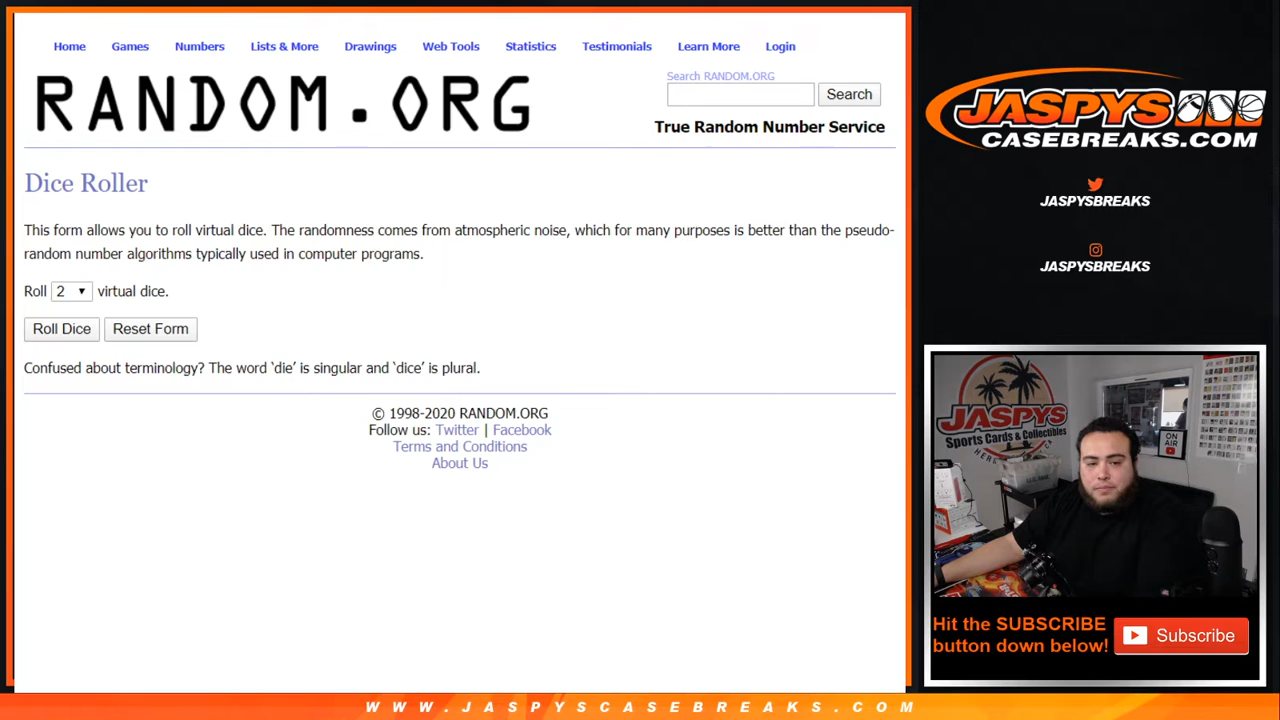 Home Games Numbers Lists & More Drawings Web Tools Statistics Testimonials Learn More Login
RANDOM.ORG
Search RANDOM.ORG
Search
True Random Number Service
Dice Roller
This form allows you to roll virtual dice. The randomness comes from atmospheric noise, which for many purposes is better than the pseudo-
random number algorithms typically used in computer programs.
Roll 2 virtual dice.
Roll Dice Reset Form
Confused about terminology? The word ‘die’ is singular and ‘dice’ is plural.
© 1998-2020 RANDOM.ORG
Follow us: Twitter | Facebook
Terms and Conditions
About Us
JASPYS
CASEBREAKS.COM
JASPYSBREAKS
JASPYSBREAKS
JASPYS
Sports Cards & Collectibles
ON
AIR
Hit the SUBSCRIBE
button down below!
Subscribe
WWW.JASPYSCASEBREAKS.COM